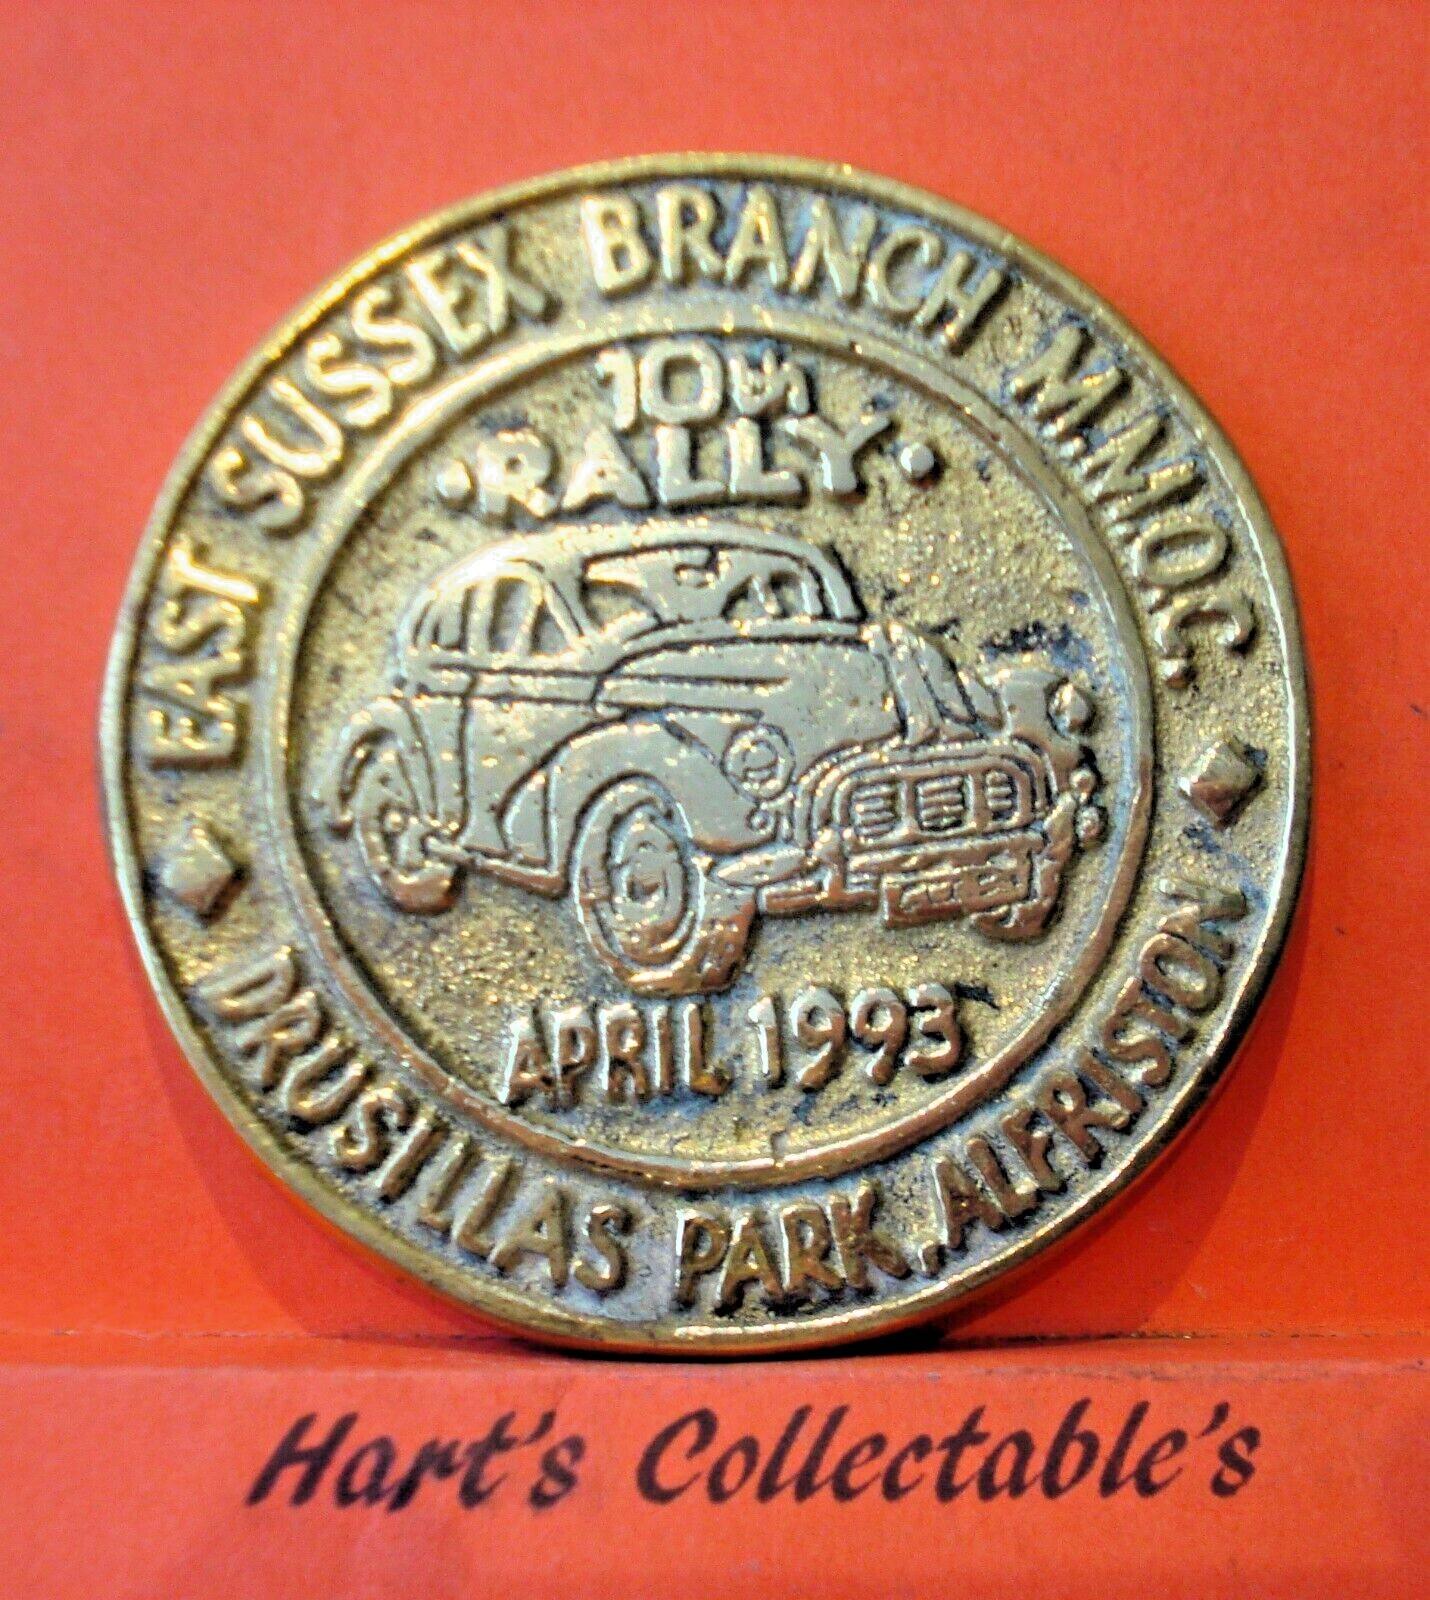 EAST SUSSEX BRANCH M.M.O.C.
10th
·RALLY·
APRIL 1993
DRUSILLAS PARK, ALFRISTON
Hart's Collectable's